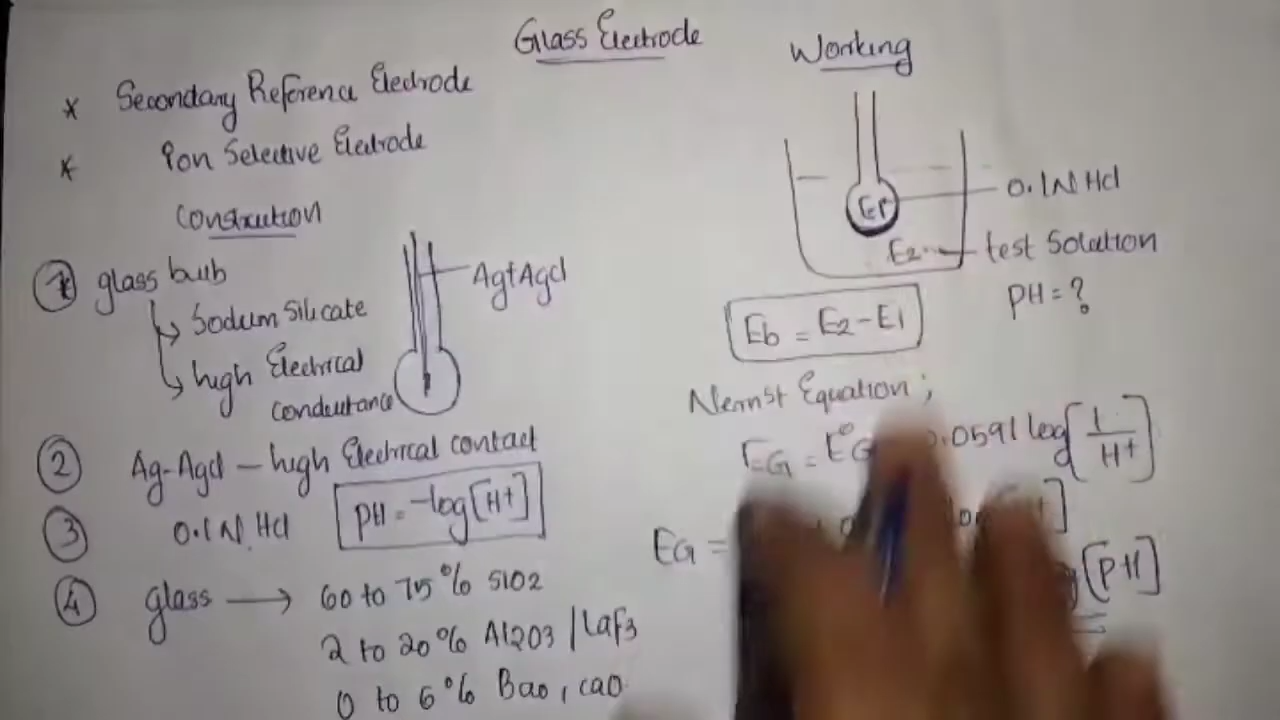 Glass Electrode
* Secondary Reference Electrode
* Ion Selective Electrode
Construction
1 glass bulb
Sodium Silicate
high Electrical
conductance
Ag+Agcl
2 Ag-Agcl – high Electrical contact
3 0.1N Hcl
PH = -log[H+]
4 glass → 60 to 75% SiO2
2 to 20% Al2O3 / LaF3
0 to 6% Bao, cao
Working
E1
0.1N Hcl
E2
test Solution
PH = ?
Eb = E2 - E1
Nernst Equation ;
EG = E°G 0.0591 log[1/H+]
EG =
[PH]